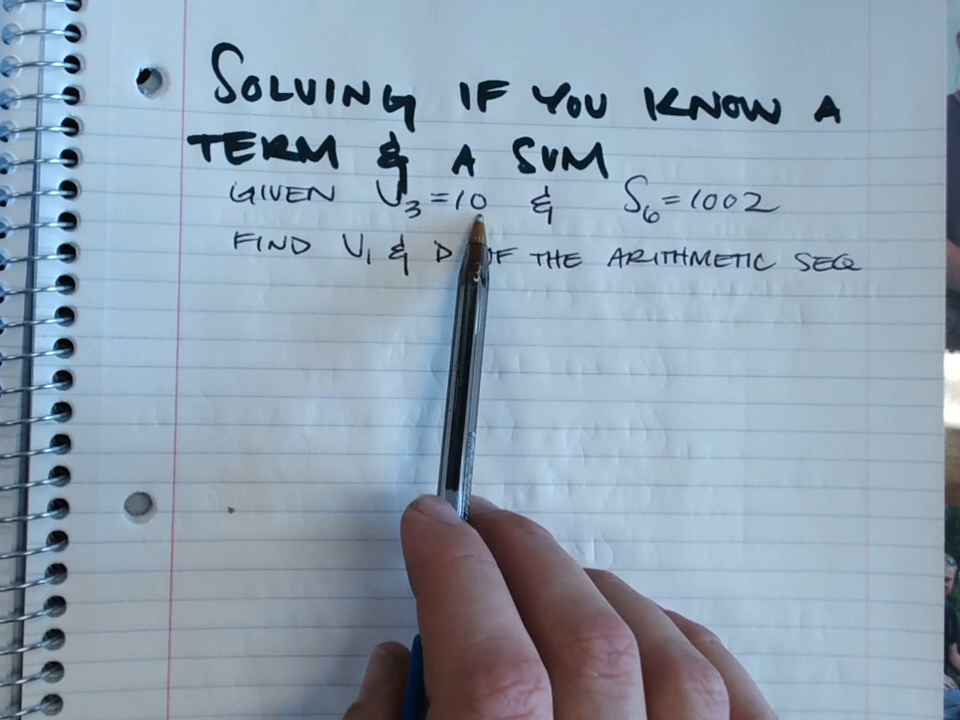 SOLVING IF YOU KNOW A
TERM & A SUM
GIVEN U3=10 & S6=1002
FIND U1 & D OF THE ARITHMETIC SEQ